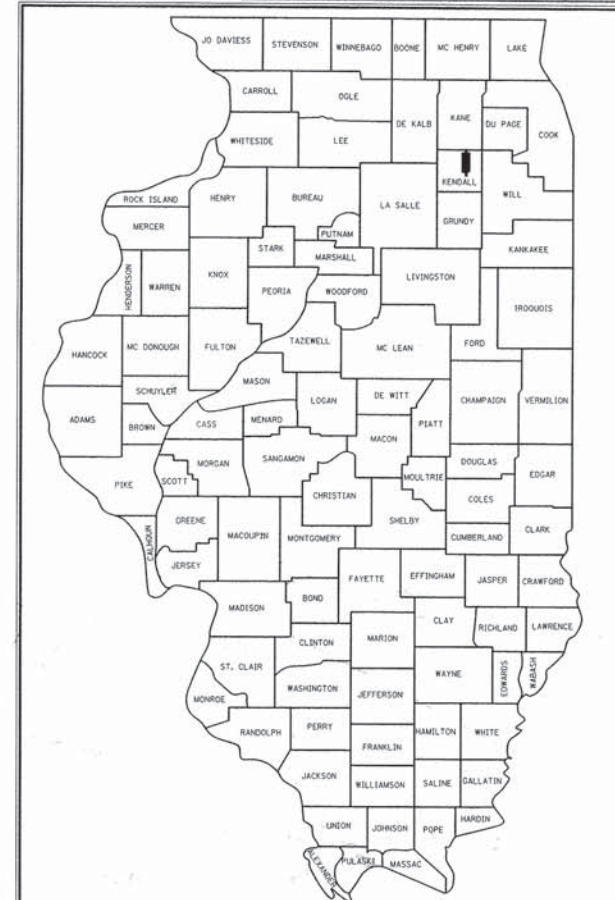 JO DAVIESS
STEVENSON
WINNEBAGO
BOONE
MC HENRY
LAKE
CARROLL
OGLE
DE KALB
KANE
DU PAGE
COOK
WHITESIDE
LEE
KENDALL
WILL
ROCK ISLAND
HENRY
BUREAU
LA SALLE
GRUNDY
MERCER
PUTNAM
STARK
MARSHALL
KANKAKEE
HENDERSON
WARREN
KNOX
PEORIA
WOODFORD
LIVINGSTON
IROQUOIS
HANCOCK
MC DONOUGH
FULTON
TAZEWELL
MC LEAN
FORD
MASON
SCHUYLER
LOGAN
DE WITT
CHAMPAIGN
VERMILION
ADAMS
BROWN
CASS
MENARD
MACON
PIATT
PIKE
SCOTT
MORGAN
SANGAMON
CHRISTIAN
MOULTRIE
DOUGLAS
EDGAR
COLES
CALHOUN
GREENE
MACOUPIN
MONTGOMERY
SHELBY
CUMBERLAND
CLARK
JERSEY
FAYETTE
EFFINGHAM
JASPER
CRAWFORD
MADISON
BOND
CLAY
RICHLAND
LAWRENCE
CLINTON
MARION
ST. CLAIR
WAYNE
EDWARDS
WABASH
MONROE
WASHINGTON
JEFFERSON
RANDOLPH
PERRY
HAMILTON
WHITE
FRANKLIN
JACKSON
WILLIAMSON
SALINE
GALLATIN
UNION
JOHNSON
POPE
HARDIN
ALEXANDER
PULASKI
MASSAC